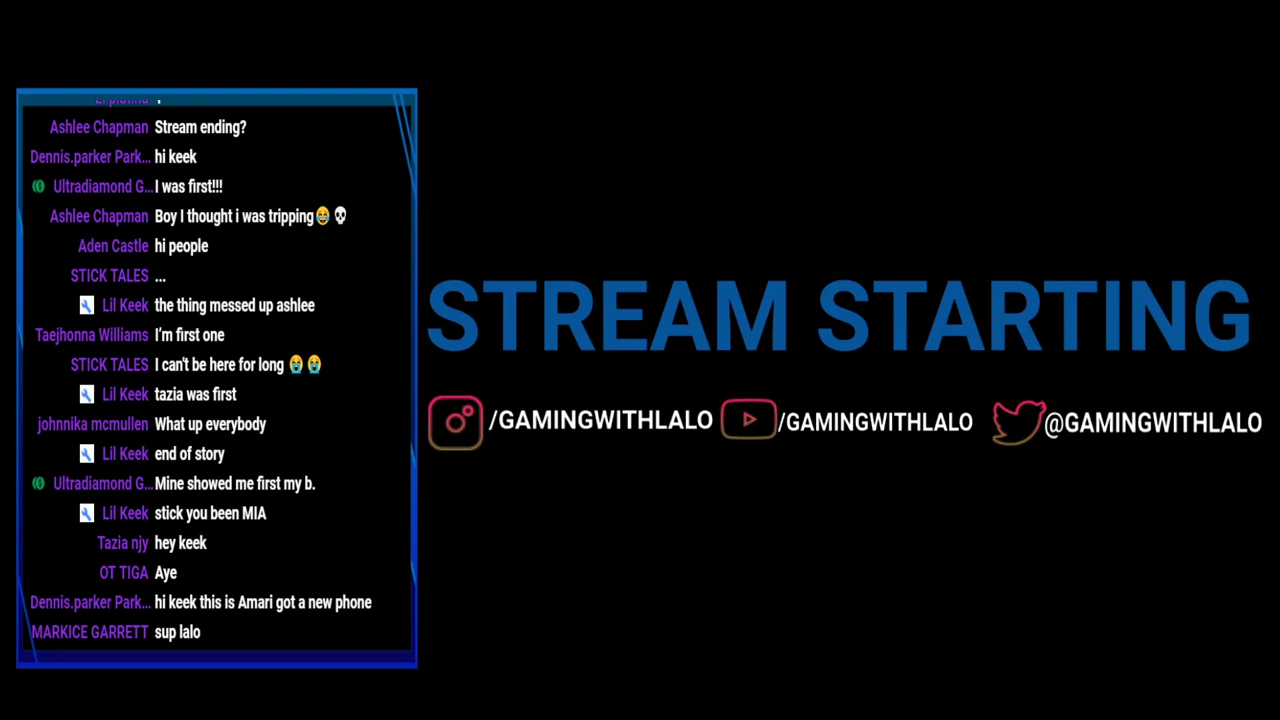 Ashlee Chapman Stream ending?
Dennis.parker Park... hi keek
Ultradiamond G... I was first!!!
Ashlee Chapman Boy I thought i was tripping😂 💀
Aden Castle hi people
STICK TALES ...
Lil Keek the thing messed up ashlee
Taejhonna Williams I'm first one
STICK TALES I can't be here for long 😭 😭
Lil Keek tazia was first
johnnika mcmullen What up everybody
Lil Keek end of story
Ultradiamond G... Mine showed me first my b.
Lil Keek stick you been MIA
Tazia njy hey keek
OT TIGA Aye
Dennis.parker Park... hi keek this is Amari got a new phone
MARKICE GARRETT sup lalo
STREAM STARTING
/GAMINGWITHLALO /GAMINGWITHLALO @GAMINGWITHLALO